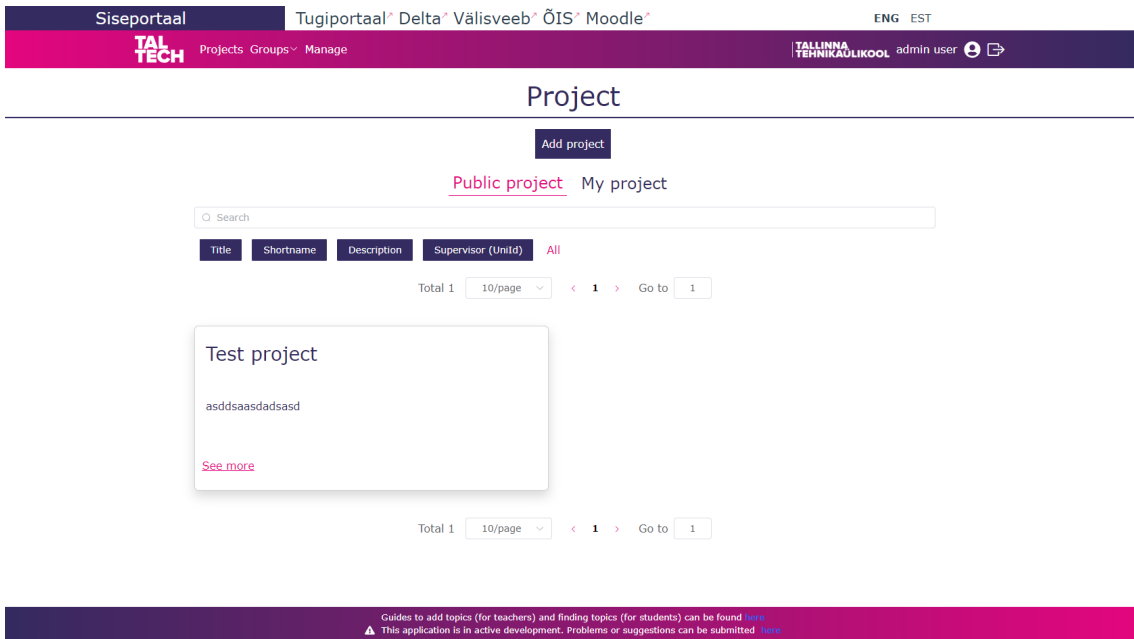 Siseportaal Tugiportaal Delta Välisveeb ÕIS Moodle ENG EST
TAL
TECH Projects Groups Manage TALLINNA
TEHNIKAÜLIKOOL admin user
Project
Add project
Public project My project
Search
Title Shortname Description Supervisor (UniId) All
Total 1 10/page < 1 > Go to 1
Test project
asddsaasdadsasd
See more
Total 1 10/page < 1 > Go to 1
Guides to add topics (for teachers) and finding topics (for students) can be found here
This application is in active development. Problems or suggestions can be submitted here